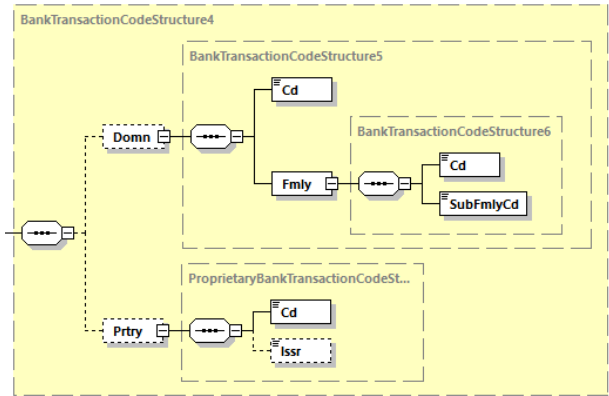 BankTransactionCodeStructure4
BankTransactionCodeStructure5
Cd
Domn
BankTransactionCodeStructure6
Cd
Fmly
SubFmlyCd
ProprietaryBankTransactionCodeSt...
Cd
Prtry
Issr